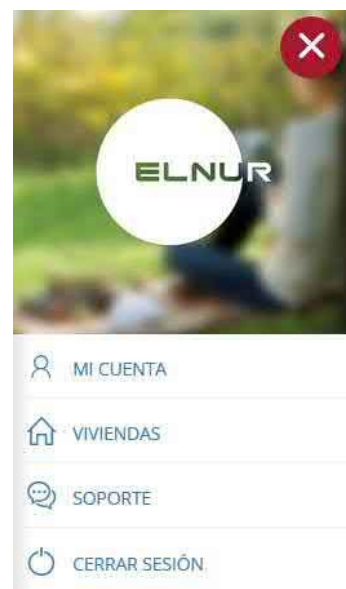 ELNUR
MI CUENTA
VIVIENDAS
SOPORTE
CERRAR SESIÓN